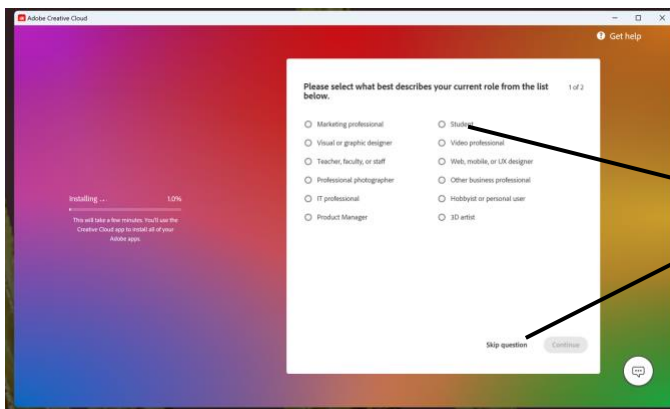 Adobe Creative Cloud
Get help
Please select what best describes your current role from the list
below.
1 of 2
Marketing professional
Student
Visual or graphic designer
Video professional
Teacher, faculty, or staff
Web, mobile, or UX designer
Professional photographer
Other business professional
IT professional
Hobbyist or personal user
Product Manager
3D artist
Installing ...
1.0%
This will take a few minutes. You'll use the
Creative Cloud app to install all of your
Adobe apps.
Skip question
Continue